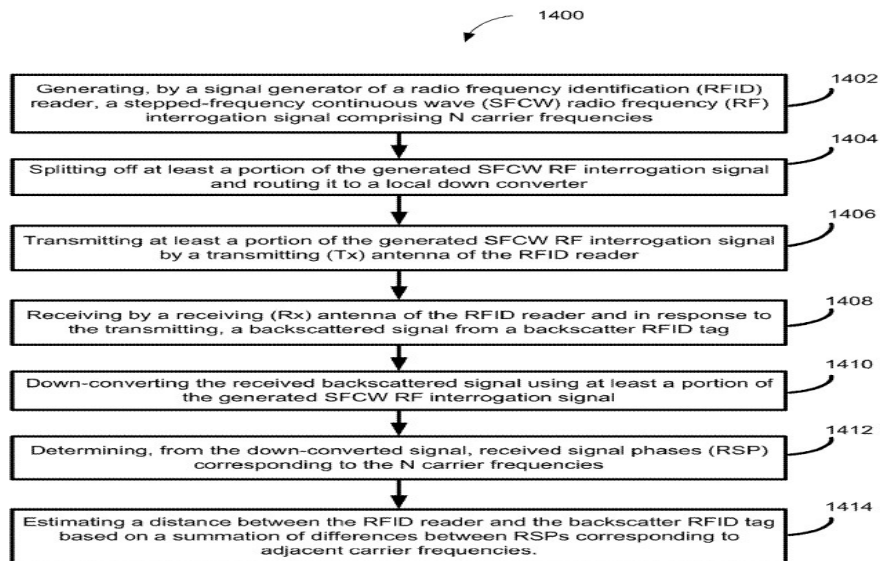 1400
Generating, by a signal generator of a radio frequency identification (RFID)
reader, a stepped-frequency continuous wave (SFCW) radio frequency (RF)
interrogation signal comprising N carrier frequencies
1402
Splitting off at least a portion of the generated SFCW RF interrogation signal
and routing it to a local down converter
1404
Transmitting at least a portion of the generated SFCW RF interrogation signal
by a transmitting (Tx) antenna of the RFID reader
1406
Receiving by a receiving (Rx) antenna of the RFID reader and in response to
the transmitting, a backscattered signal from a backscatter RFID tag
1408
Down-converting the received backscattered signal using at least a portion of
the generated SFCW RF interrogation signal
1410
Determining, from the down-converted signal, received signal phases (RSP)
corresponding to the N carrier frequencies
1412
Estimating a distance between the RFID reader and the backscatter RFID tag
based on a summation of differences between RSPs corresponding to
adjacent carrier frequencies.
1414